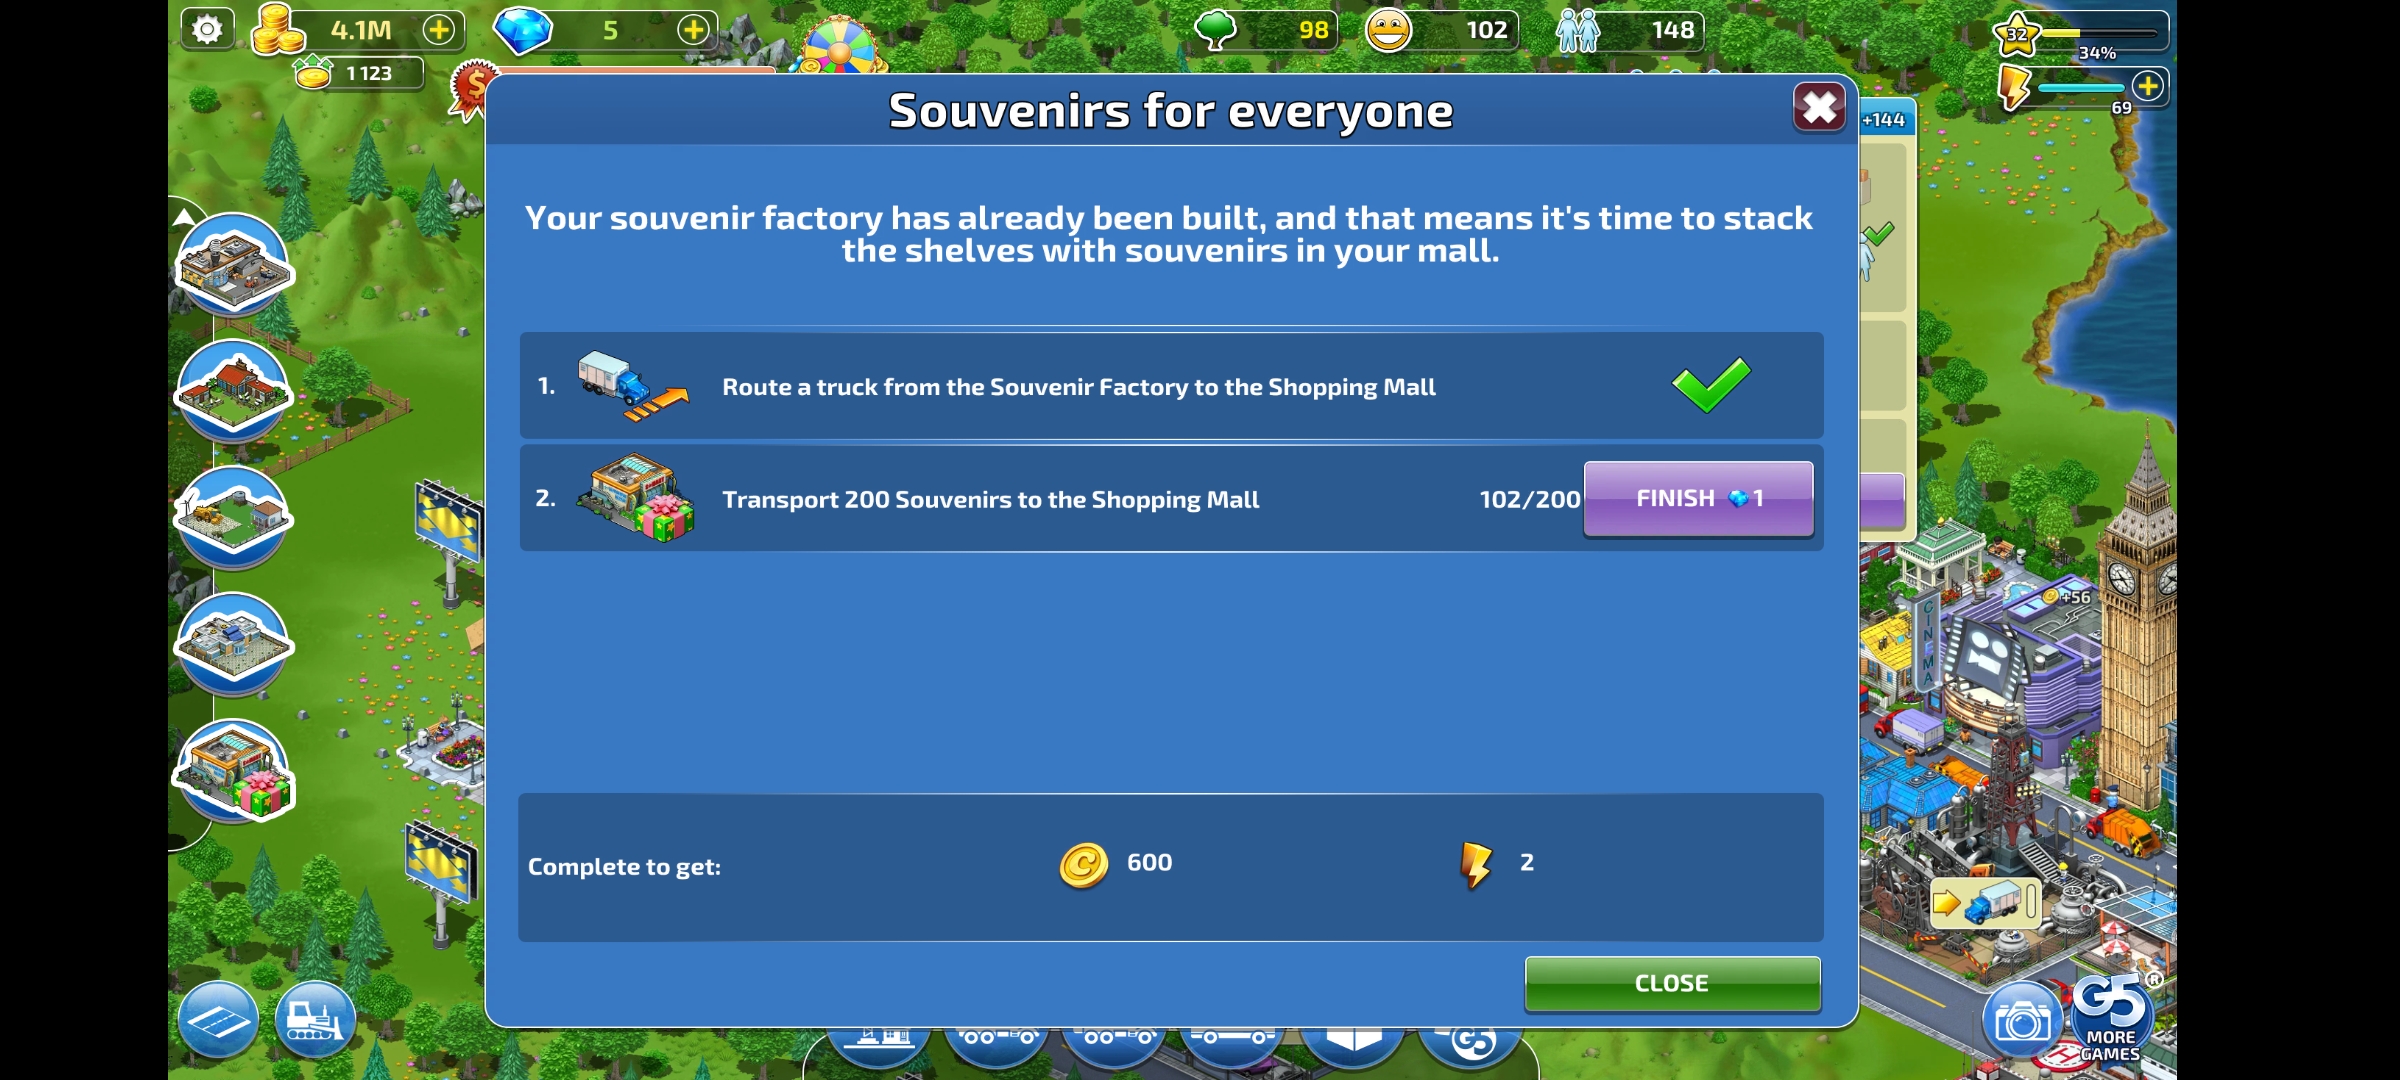 4.1M
5
98
102
148
32
34%
1 123
69
Souvenirs for everyone
+144
Your souvenir factory has already been built, and that means it's time to stack
the shelves with souvenirs in your mall.
1. Route a truck from the Souvenir Factory to the Shopping Mall
2. Transport 200 Souvenirs to the Shopping Mall 102/200 FINISH 1
+56
CINEMA
Complete to get: 600 2
CLOSE
G5
G5®
MORE
GAMES